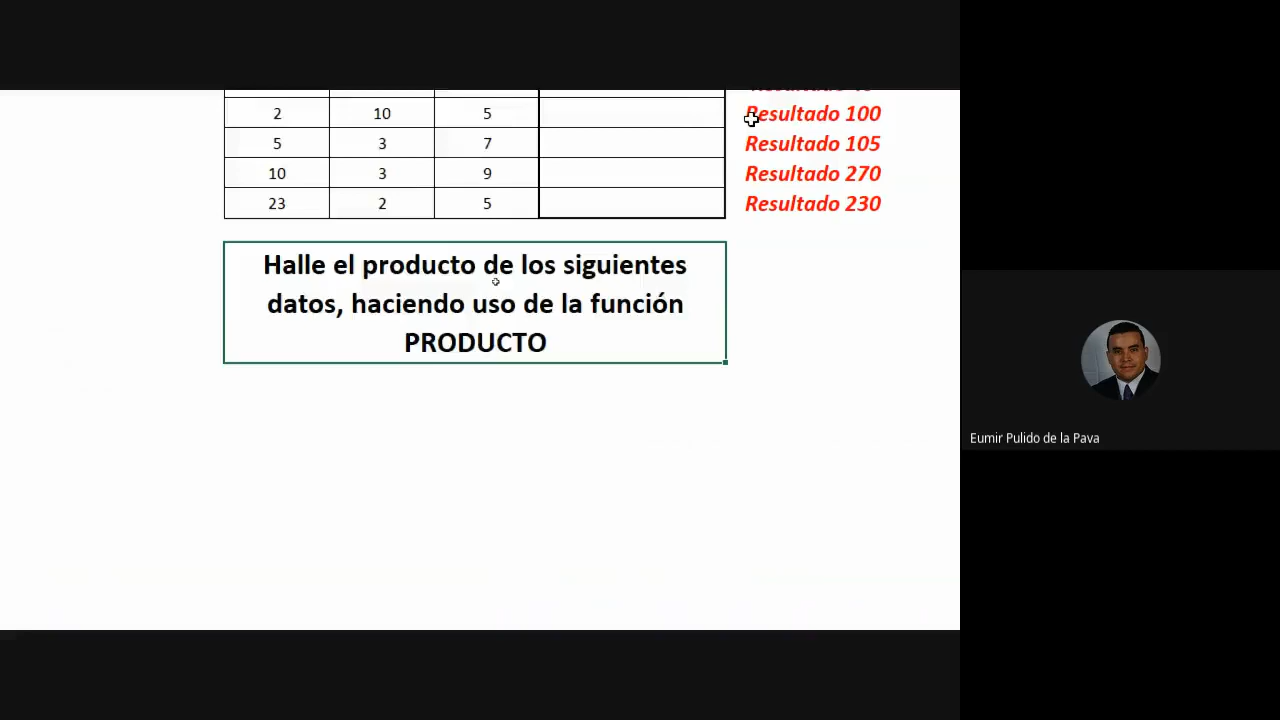 2 10 5 Resultado 100
5 3 7 Resultado 105
10 3 9 Resultado 270
23 2 5 Resultado 230
Halle el producto de los siguientes
datos, haciendo uso de la función
PRODUCTO
Eumir Pulido de la Pava